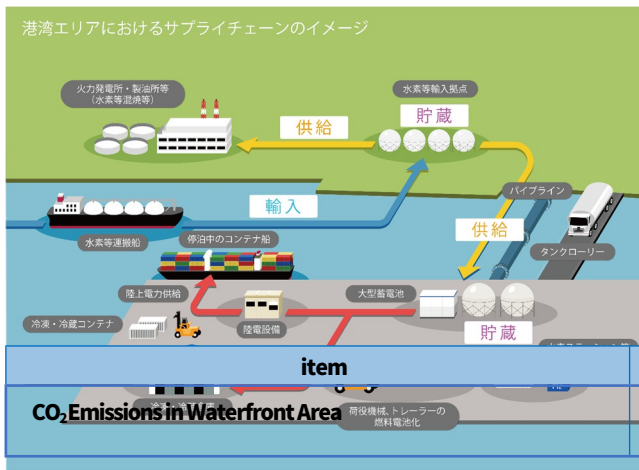 港湾エリアにおけるサプライチェーンのイメージ
火力発電所・製油所等
(水素等混焼等)
水素等輸入拠点
貯蔵
供給
パイプライン
輸入
供給
水素等運搬船
停泊中のコンテナ船
タンクローリー
陸上電力供給
大型蓄電池
冷凍・冷蔵コンテナ
陸電設備
貯蔵
item
CO₂Emissions in Waterfront Area
荷役機械、トレーラーの
燃料電池化